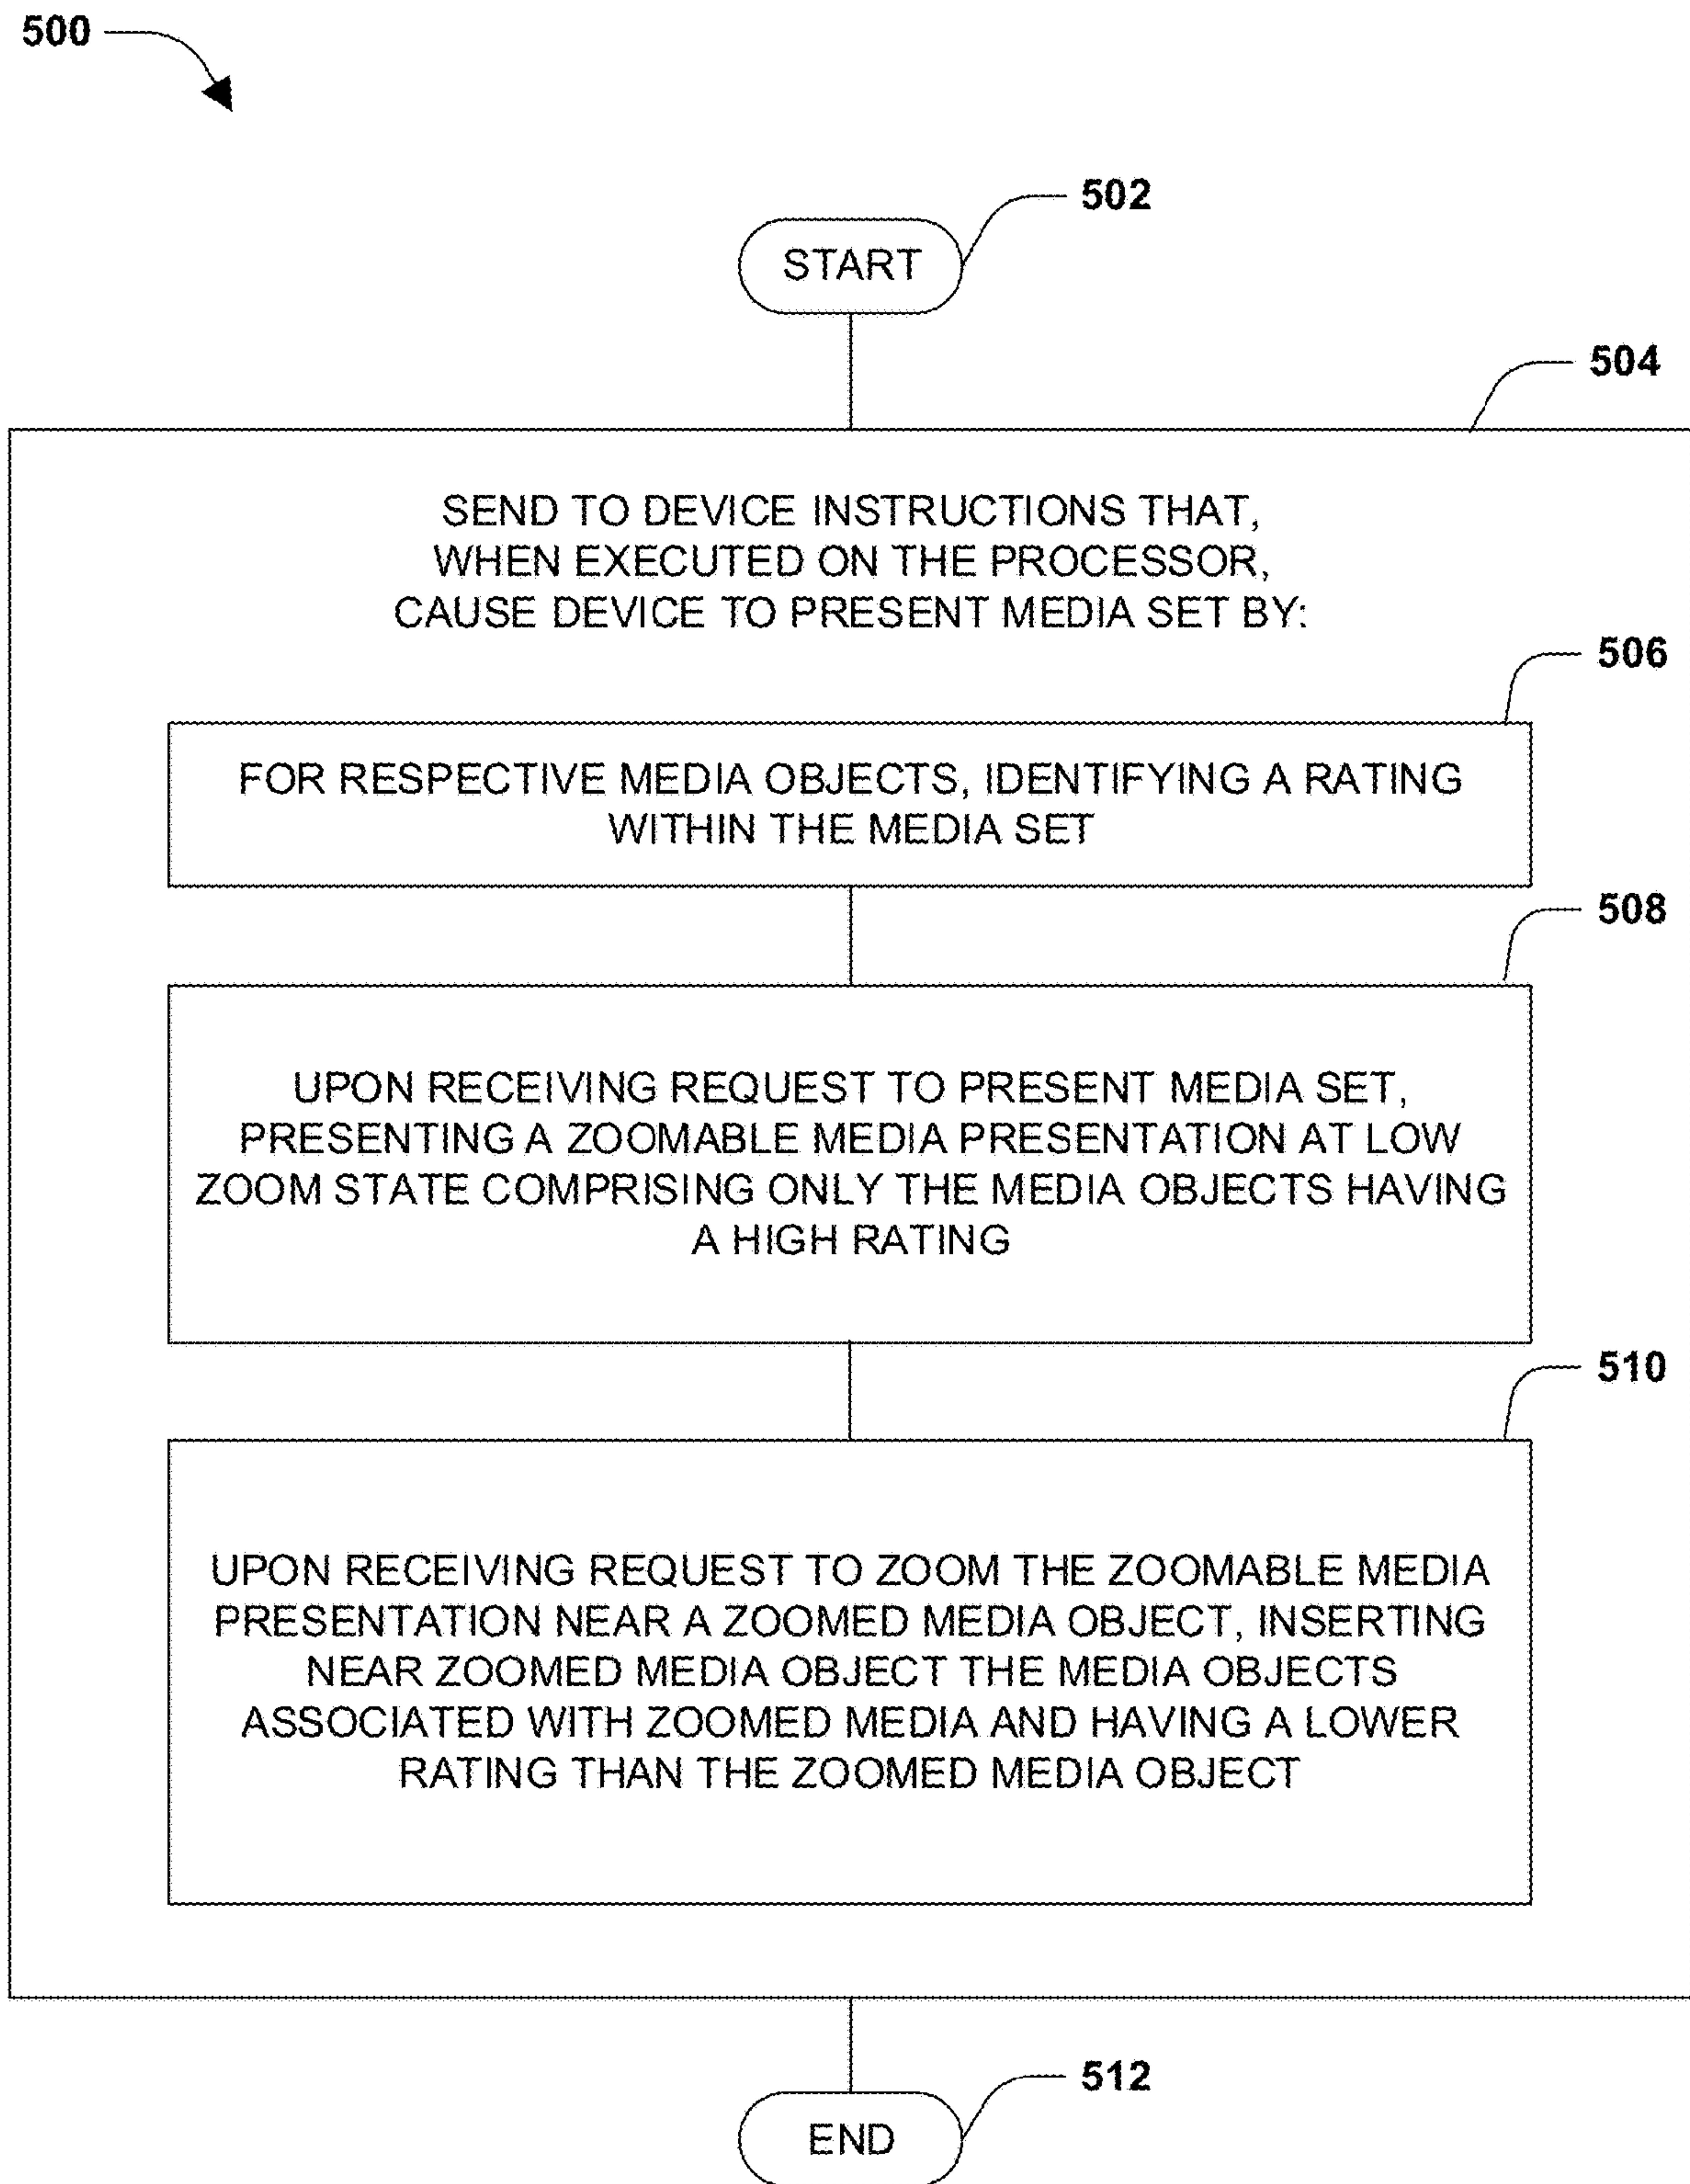 500
502
START
504
SEND TO DEVICE INSTRUCTIONS THAT,
WHEN EXECUTED ON THE PROCESSOR,
CAUSE DEVICE TO PRESENT MEDIA SET BY:
506
FOR RESPECTIVE MEDIA OBJECTS, IDENTIFYING A RATING
WITHIN THE MEDIA SET
508
UPON RECEIVING REQUEST TO PRESENT MEDIA SET,
PRESENTING A ZOOMABLE MEDIA PRESENTATION AT LOW
ZOOM STATE COMPRISING ONLY THE MEDIA OBJECTS HAVING
A HIGH RATING
510
UPON RECEIVING REQUEST TO ZOOM THE ZOOMABLE MEDIA
PRESENTATION NEAR A ZOOMED MEDIA OBJECT, INSERTING
NEAR ZOOMED MEDIA OBJECT THE MEDIA OBJECTS
ASSOCIATED WITH ZOOMED MEDIA AND HAVING A LOWER
RATING THAN THE ZOOMED MEDIA OBJECT
512
END